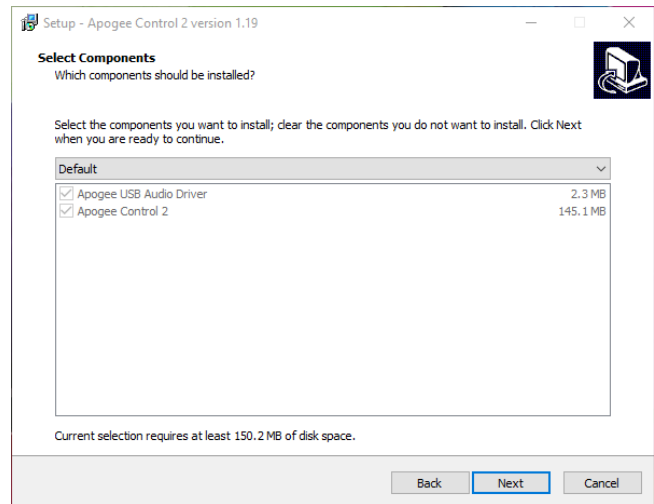 Setup - Apogee Control 2 version 1.19
Select Components
Which components should be installed?
Select the components you want to install; clear the components you do not want to install. Click Next
when you are ready to continue.
Default
Apogee USB Audio Driver 2.3 MB
Apogee Control 2 145.1 MB
Current selection requires at least 150.2 MB of disk space.
Back Next Cancel